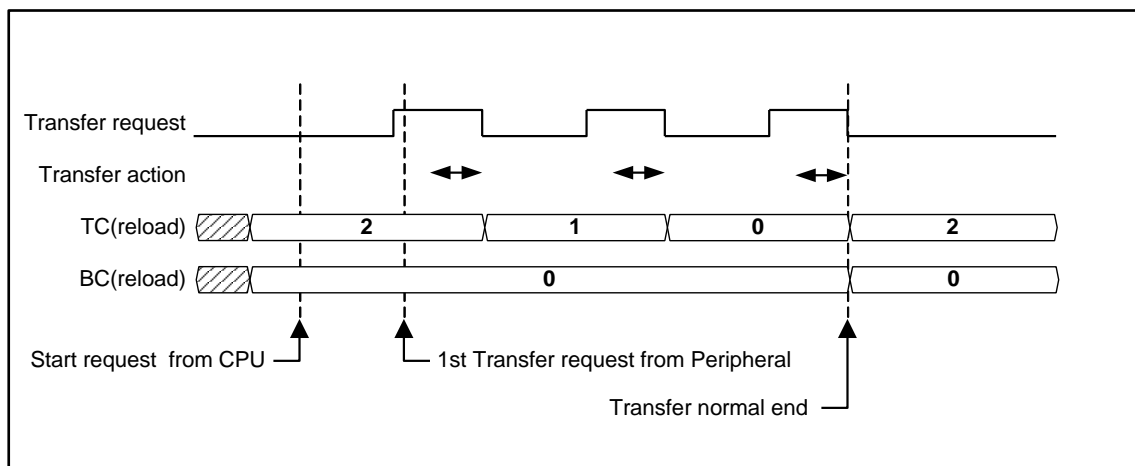 Transfer request
Transfer action
TC(reload) 2 1 0 2
BC(reload) 0 0
Start request from CPU 1st Transfer request from Peripheral
Transfer normal end